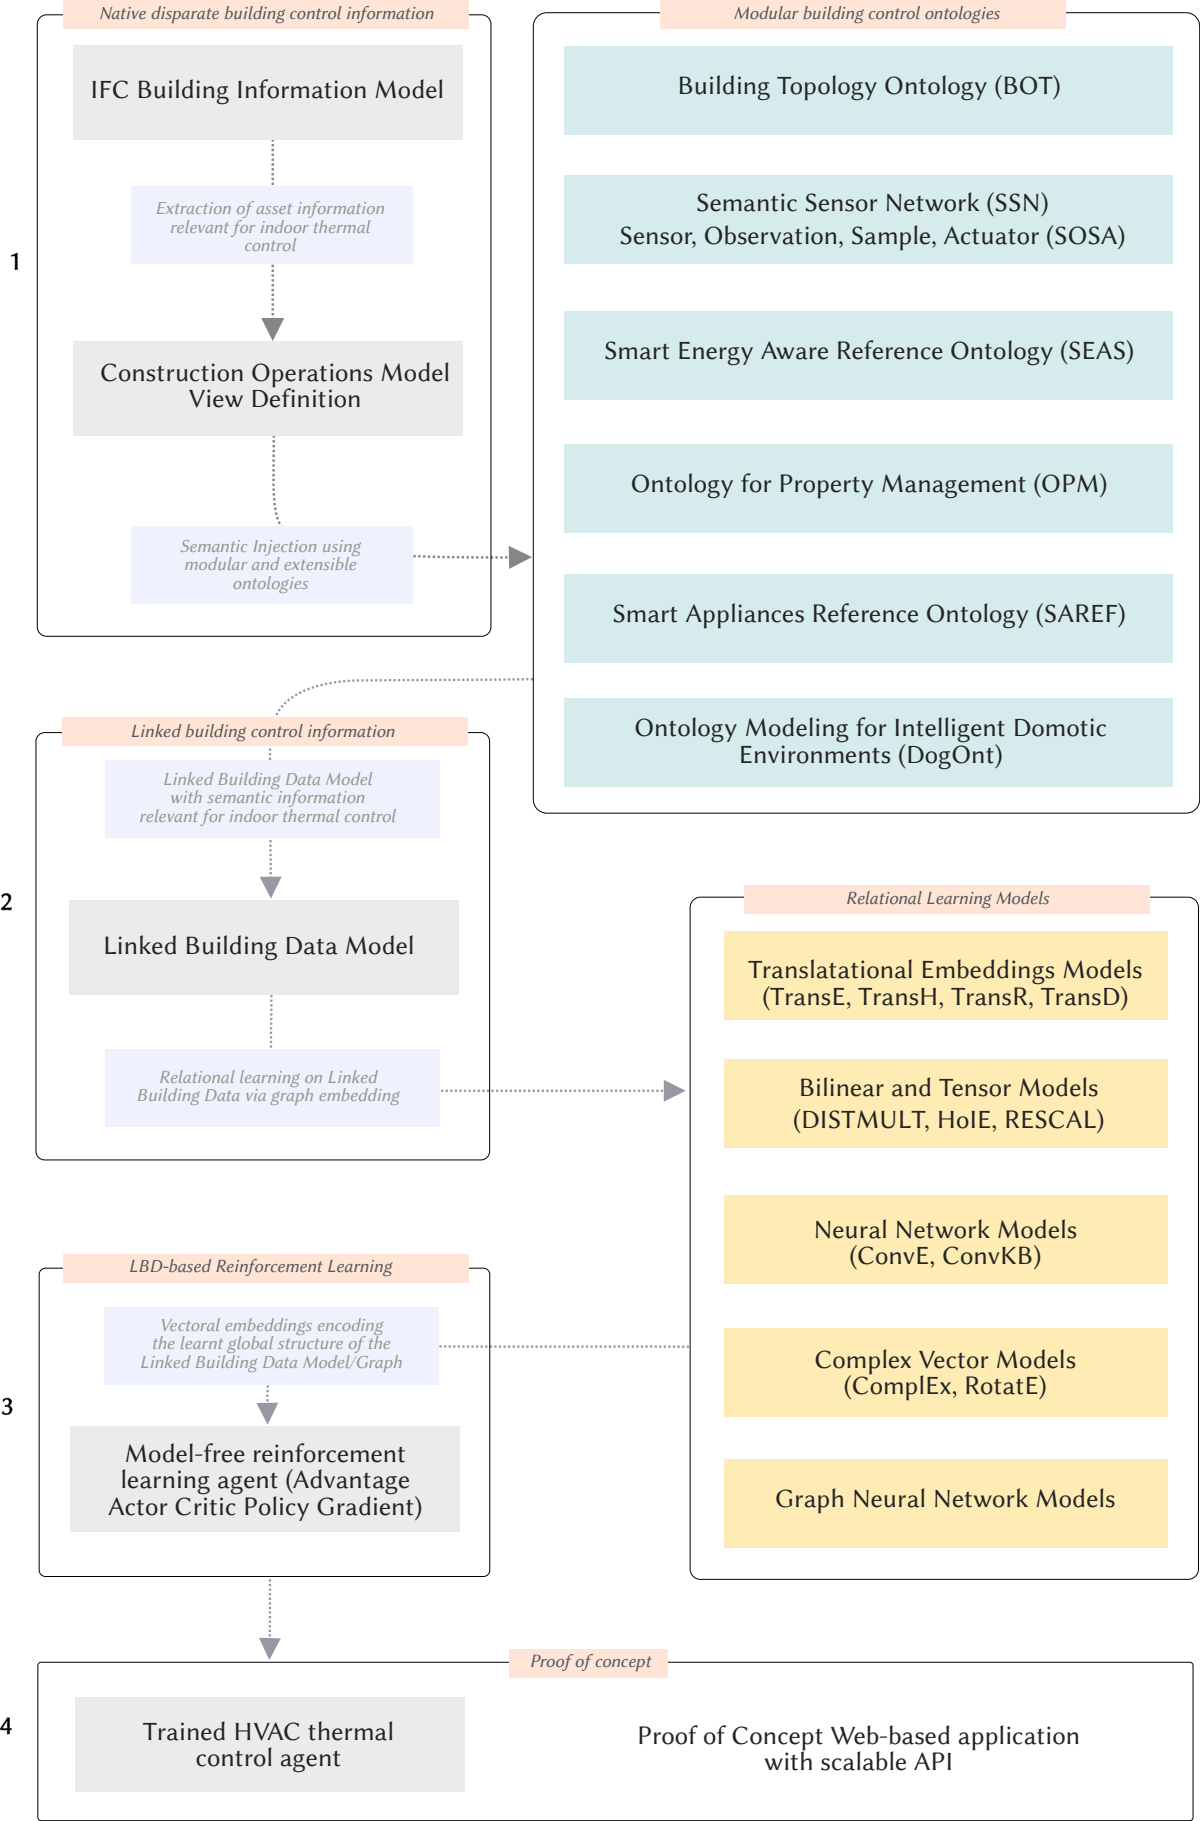 Native disparate building control information
IFC Building Information Model
Extraction of asset information
relevant for indoor thermal
control
1
Construction Operations Model
View Definition
Semantic Injection using
modular and extensible
ontologies
Modular building control ontologies
Building Topology Ontology (BOT)
Semantic Sensor Network (SSN)
Sensor, Observation, Sample, Actuator (SOSA)
Smart Energy Aware Reference Ontology (SEAS)
Ontology for Property Management (OPM)
Smart Appliances Reference Ontology (SAREF)
Ontology Modeling for Intelligent Domotic
Environments (DogOnt)
Linked building control information
Linked Building Data Model
with semantic information
relevant for indoor thermal control
2
Linked Building Data Model
Relational learning on Linked
Building Data via graph embedding
Relational Learning Models
Translatational Embeddings Models
(TransE, TransH, TransR, TransD)
Bilinear and Tensor Models
(DISTMULT, HolE, RESCAL)
Neural Network Models
(ConvE, ConvKB)
Complex Vector Models
(ComplEx, RotatE)
Graph Neural Network Models
LBD-based Reinforcement Learning
Vectoral embeddings encoding
the learnt global structure of the
Linked Building Data Model/Graph
3
Model-free reinforcement
learning agent (Advantage
Actor Critic Policy Gradient)
Proof of concept
4
Trained HVAC thermal
control agent
Proof of Concept Web-based application
with scalable API